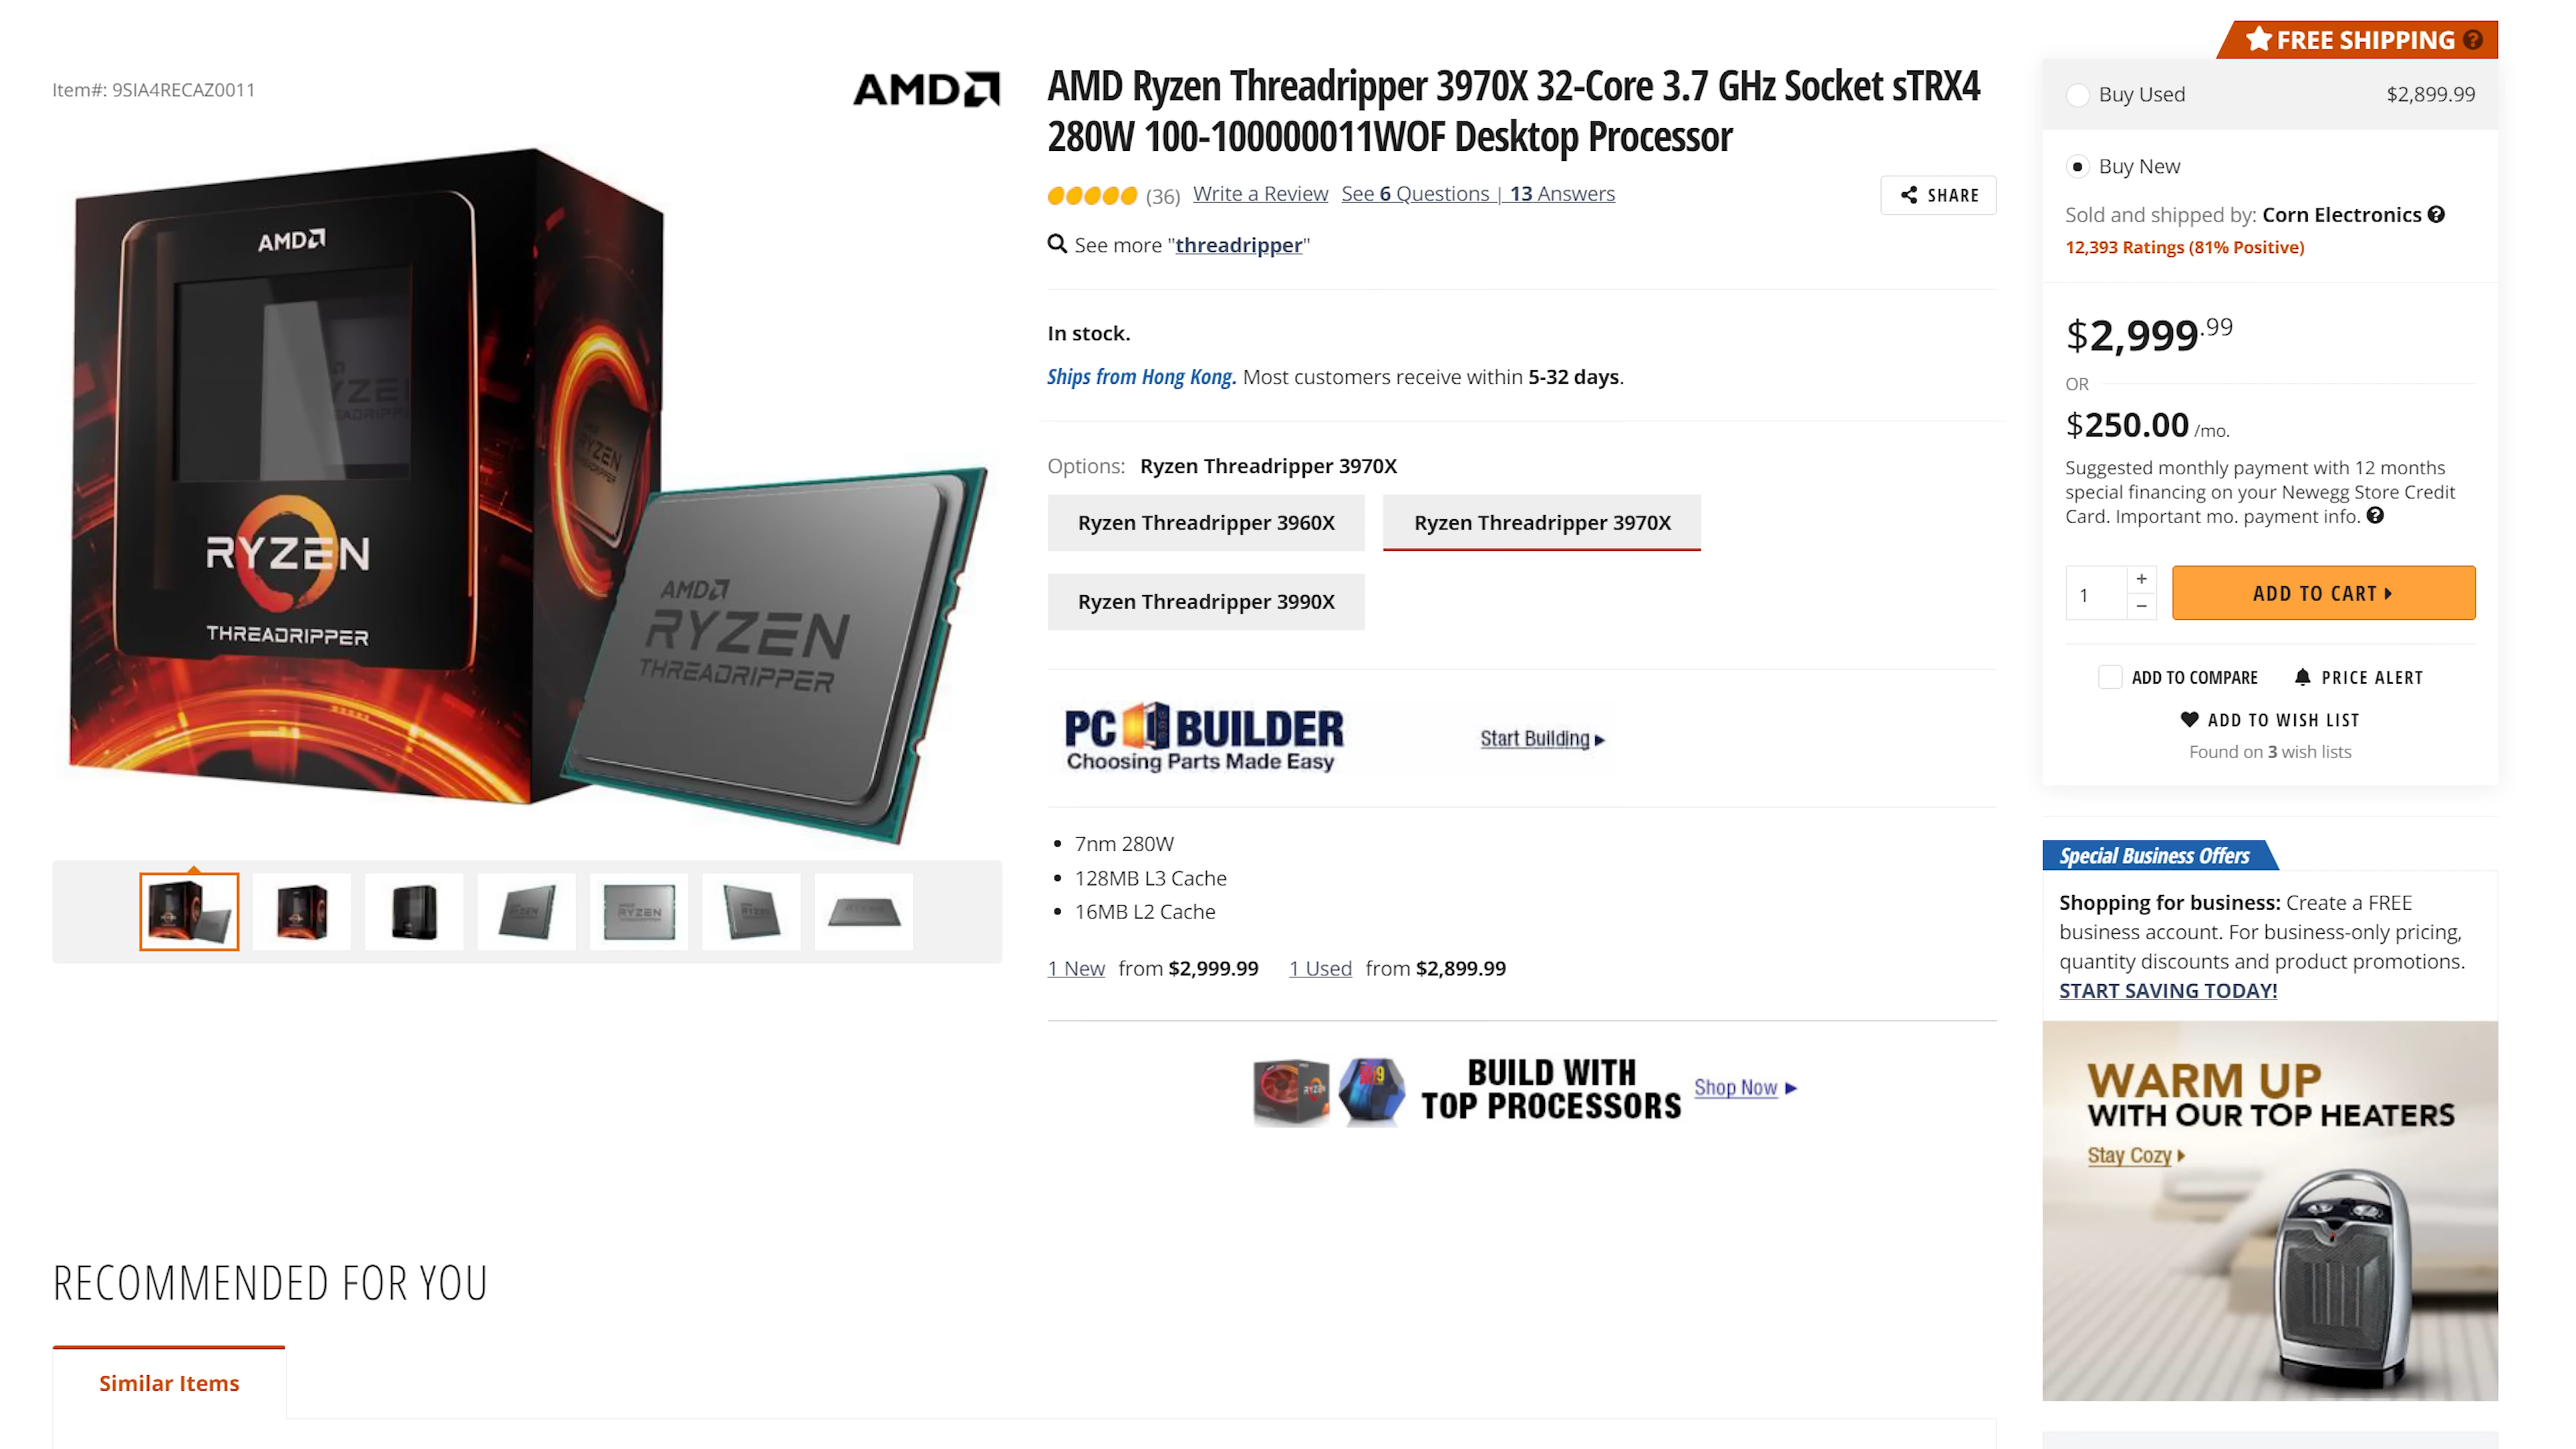 FREE SHIPPING
Item#: 9SIA4RECAZ0011
AMD
AMD Ryzen Threadripper 3970X 32-Core 3.7 GHz Socket sTRX4
280W 100-100000011WOF Desktop Processor
(36) Write a Review See 6 Questions | 13 Answers
SHARE
See more "threadripper"
In stock.
Ships from Hong Kong. Most customers receive within 5-32 days.
Options: Ryzen Threadripper 3970X
Ryzen Threadripper 3960X
Ryzen Threadripper 3970X
Ryzen Threadripper 3990X
PC BUILDER
Choosing Parts Made Easy
Start Building
7nm 280W
128MB L3 Cache
16MB L2 Cache
1 New from $2,999.99 1 Used from $2,899.99
BUILD WITH
TOP PROCESSORS
Shop Now
AMD
RYZEN
THREADRIPPER
RYZEN
THREADRIPPER
AMD
RYZEN
THREADRIPPER
Buy Used $2,899.99
Buy New
Sold and shipped by: Corn Electronics
12,393 Ratings (81% Positive)
$2,999.99
OR
$250.00 /mo.
Suggested monthly payment with 12 months
special financing on your Newegg Store Credit
Card. Important mo. payment info.
1
+
−
ADD TO CART
ADD TO COMPARE
PRICE ALERT
ADD TO WISH LIST
Found on 3 wish lists
Special Business Offers
Shopping for business: Create a FREE
business account. For business-only pricing,
quantity discounts and product promotions.
START SAVING TODAY!
WARM UP
WITH OUR TOP HEATERS
Stay Cozy
RECOMMENDED FOR YOU
Similar Items